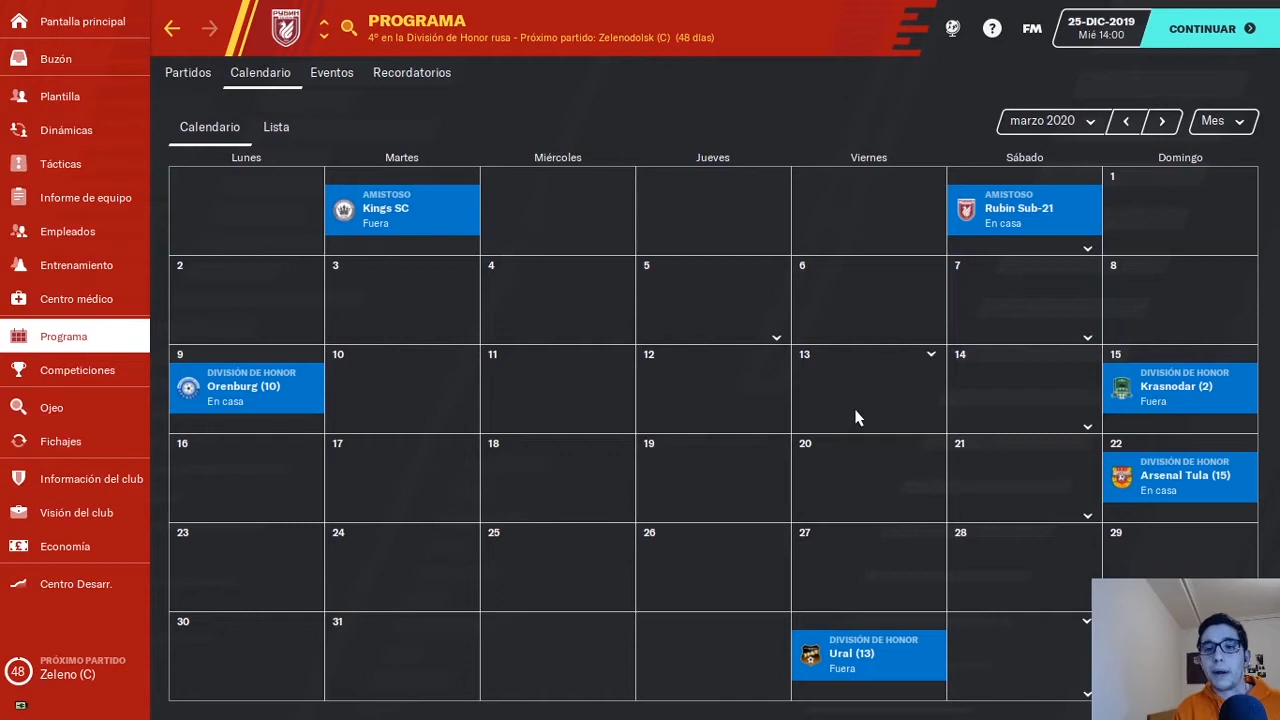 Pantalla principal
Buzón
Plantilla
Dinámicas
Tácticas
Informe de equipo
Empleados
Entrenamiento
Centro médico
Programa
Competiciones
Ojeo
Fichajes
Información del club
Visión del club
Economía
Centro Desarr.
48
PRÓXIMO PARTIDO
Zeleno (C)
РУБИН
PROGRAMA
4º en la División de Honor rusa - Próximo partido: Zelenodolsk (C) (48 días)
?
FM
25-DIC-2019
Mié 14:00
CONTINUAR
Partidos Calendario Eventos Recordatorios
Calendario Lista
marzo 2020 Mes
Lunes Martes Miércoles Jueves Viernes Sábado Domingo
AMISTOSO
Kings SC
Fuera
AMISTOSO
Rubin Sub-21
En casa
1
2 3 4 5 6 7 8
9 10 11 12 13 14 15
DIVISIÓN DE HONOR
Orenburg (10)
En casa
DIVISIÓN DE HONOR
Krasnodar (2)
Fuera
16 17 18 19 20 21 22
DIVISIÓN DE HONOR
Arsenal Tula (15)
En casa
23 24 25 26 27 28 29
30 31
DIVISIÓN DE HONOR
Ural (13)
Fuera